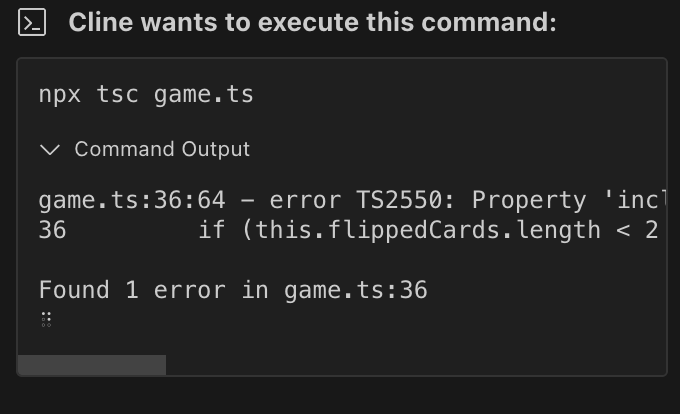 Cline wants to execute this command:
npx tsc game.ts
Command Output
game.ts:36:64 – error TS2550: Property 'incl
36 if (this.flippedCards.length < 2
Found 1 error in game.ts:36